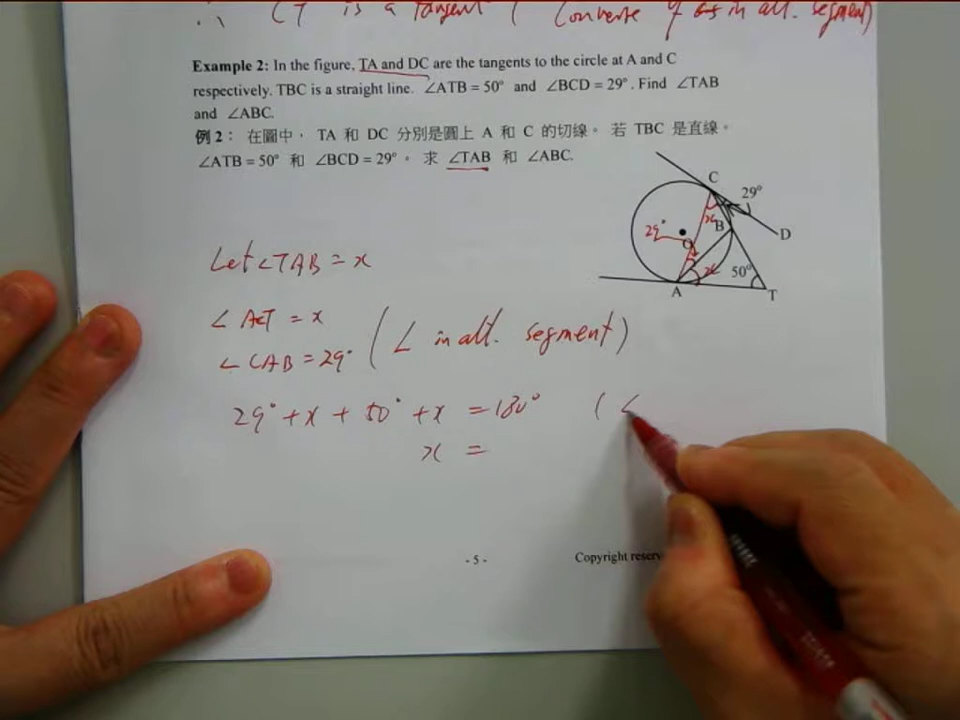 ∴ CT is a tangent ( Converse of ∠s in alt. segment)
Example 2: In the figure, TA and DC are the tangents to the circle at A and C
respectively. TBC is a straight line. ∠ATB = 50° and ∠BCD = 29°. Find ∠TAB
and ∠ABC.
例 2： 在圖中， TA 和 DC 分別是圓上 A 和 C 的切線。 若 TBC 是直線，
∠ATB = 50° 和 ∠BCD = 29°。 求 ∠TAB 和 ∠ABC.
C
29°
x
B
29°
O
D
x
50°
A
T
Let ∠TAB = x
∠ ACT = x
∠ CAB = 29°
( ∠ in alt. segment)
29° + x + 50° + x = 180° ( ∠
x =
- 5 -
Copyright reserv